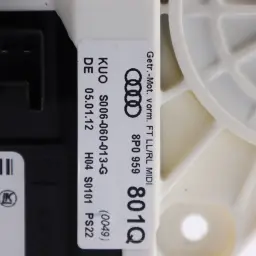 Getr.-Mot. vorm. FT LL/RL MIDI
8P0 959
801Q
(0049)
KUO S006-060-013-G
DE 05.01.12 H04 S0101 PS22